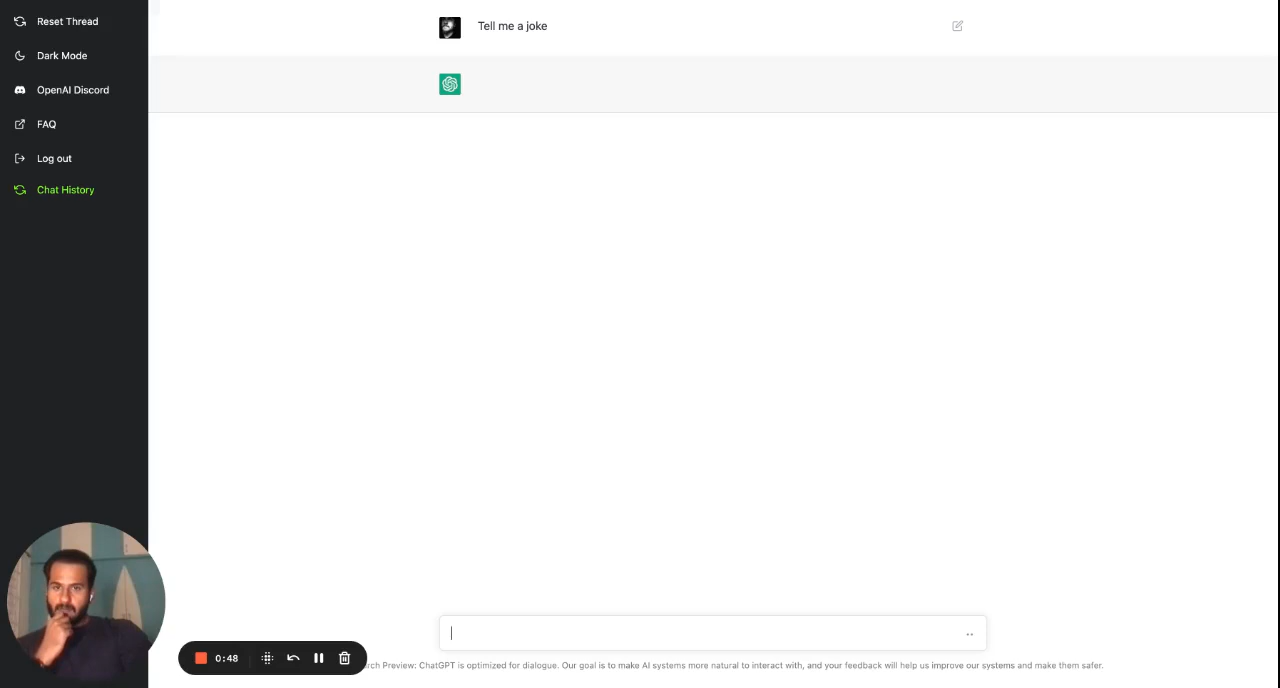 Reset Thread
Dark Mode
OpenAI Discord
FAQ
Log out
Chat History
Tell me a joke
0:48
rch Preview: ChatGPT is optimized for dialogue. Our goal is to make AI systems more natural to interact with, and your feedback will help us improve our systems and make them safer.